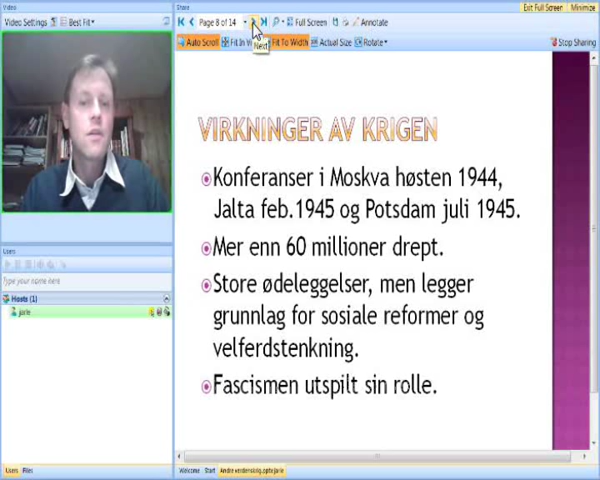 Video
Share
Exit Full Screen
Minimize
Video Settings
Best Fit
Page 8 of 14
Full Screen
Annotate
Auto Scroll
Fit In
Fit To Width
Actual Size
Rotate
Stop Sharing
Next
VIRKNINGER AV KRIGEN
Konferanser i Moskva høsten 1944,
Jalta feb.1945 og Potsdam juli 1945.
Mer enn 60 millioner drept.
Store ødeleggelser, men legger
grunnlag for sosiale reformer og
velferdstenkning.
Fascismen utspilt sin rolle.
Users
Type your name here
Hosts (1)
jarle
Users
Files
Welcome
Start
Andre verdenskrig.pptx-jarle